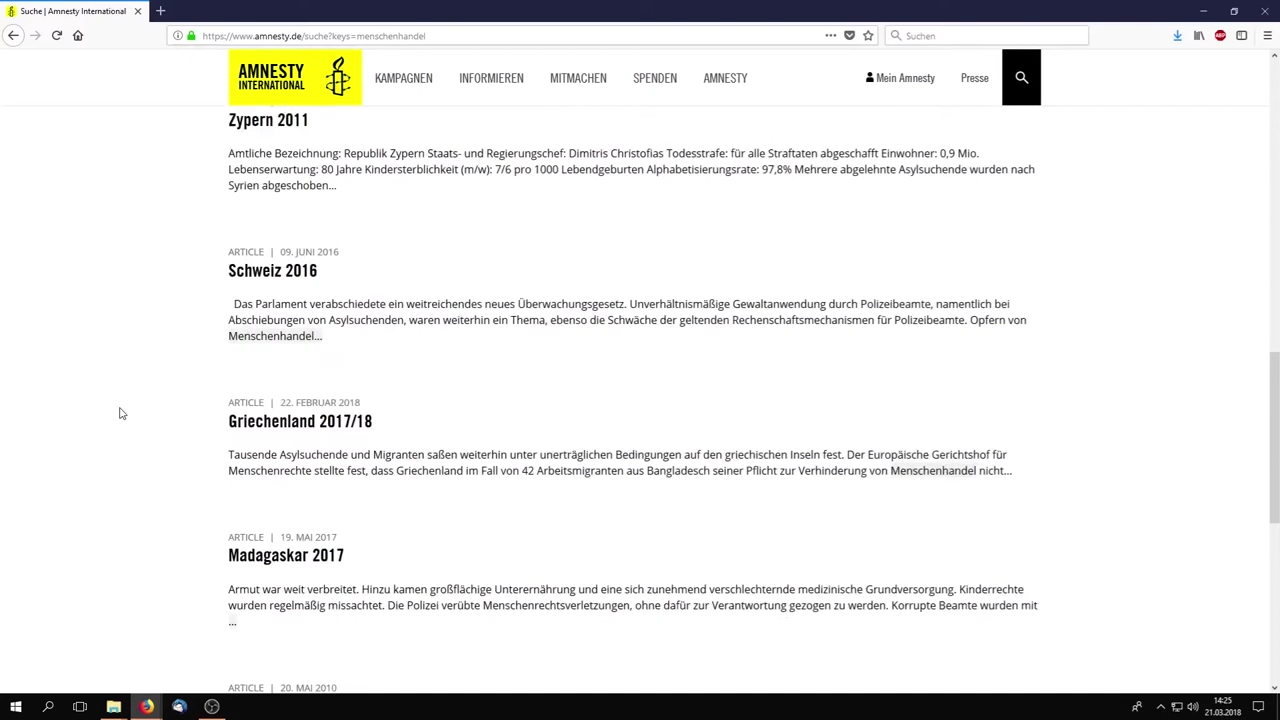 Suche | Amnesty International
https://www.amnesty.de/suche?keys=menschenhandel
Suchen
ABP
AMNESTY
INTERNATIONAL
KAMPAGNEN
INFORMIEREN
MITMACHEN
SPENDEN
AMNESTY
Mein Amnesty
Presse
Zypern 2011
Amtliche Bezeichnung: Republik Zypern Staats- und Regierungschef: Dimitris Christofias Todesstrafe: für alle Straftaten abgeschafft Einwohner: 0,9 Mio.
Lebenserwartung: 80 Jahre Kindersterblichkeit (m/w): 7/6 pro 1000 Lebendgeburten Alphabetisierungsrate: 97,8% Mehrere abgelehnte Asylsuchende wurden nach
Syrien abgeschoben...
ARTICLE | 09. JUNI 2016
Schweiz 2016
Das Parlament verabschiedete ein weitreichendes neues Überwachungsgesetz. Unverhältnismäßige Gewaltanwendung durch Polizeibeamte, namentlich bei
Abschiebungen von Asylsuchenden, waren weiterhin ein Thema, ebenso die Schwäche der geltenden Rechenschaftsmechanismen für Polizeibeamte. Opfern von
Menschenhandel...
ARTICLE | 22. FEBRUAR 2018
Griechenland 2017/18
Tausende Asylsuchende und Migranten saßen weiterhin unter unerträglichen Bedingungen auf den griechischen Inseln fest. Der Europäische Gerichtshof für
Menschenrechte stellte fest, dass Griechenland im Fall von 42 Arbeitsmigranten aus Bangladesch seiner Pflicht zur Verhinderung von Menschenhandel nicht...
ARTICLE | 19. MAI 2017
Madagaskar 2017
Armut war weit verbreitet. Hinzu kamen großflächige Unterernährung und eine sich zunehmend verschlechternde medizinische Grundversorgung. Kinderrechte
wurden regelmäßig missachtet. Die Polizei verübte Menschenrechtsverletzungen, ohne dafür zur Verantwortung gezogen zu werden. Korrupte Beamte wurden mit
...
ARTICLE | 20. MAI 2010
14:25
21.03.2018